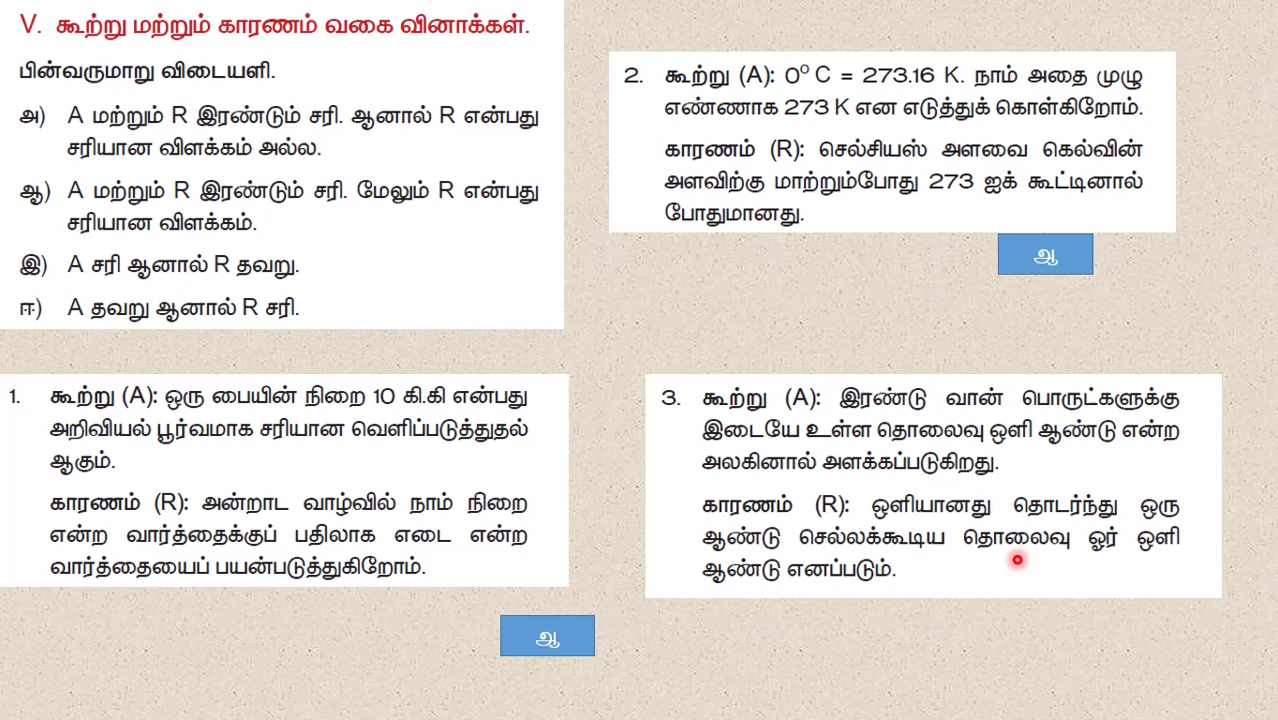 V. கூற்று மற்றும் காரணம் வகை வினாக்கள்.
பின்வருமாறு விடையளி.
அ) A மற்றும் R இரண்டும் சரி. ஆனால் R என்பது
சரியான விளக்கம் அல்ல.
ஆ) A மற்றும் R இரண்டும் சரி. மேலும் R என்பது
சரியான விளக்கம்.
இ) A சரி ஆனால் R தவறு.
ஈ) A தவறு ஆனால் R சரி.
1. கூற்று (A): ஒரு பையின் நிறை 10 கி.கி என்பது
அறிவியல் பூர்வமாக சரியான வெளிப்படுத்துதல்
ஆகும்.
காரணம் (R): அன்றாட வாழ்வில் நாம் நிறை
என்ற வார்த்தைக்குப் பதிலாக எடை என்ற
வார்த்தையைப் பயன்படுத்துகிறோம்.
ஆ
2. கூற்று (A): 0⁰ C = 273.16 K. நாம் அதை முழு
எண்ணாக 273 K என எடுத்துக் கொள்கிறோம்.
காரணம் (R): செல்சியஸ் அளவை கெல்வின்
அளவிற்கு மாற்றும்போது 273 ஐக் கூட்டினால்
போதுமானது.
ஆ
3. கூற்று (A): இரண்டு வான் பொருட்களுக்கு
இடையே உள்ள தொலைவு ஒளி ஆண்டு என்ற
அலகினால் அளக்கப்படுகிறது.
காரணம் (R): ஒளியானது தொடர்ந்து ஒரு
ஆண்டு செல்லக்கூடிய தொலைவு ஓர் ஒளி
ஆண்டு எனப்படும்.